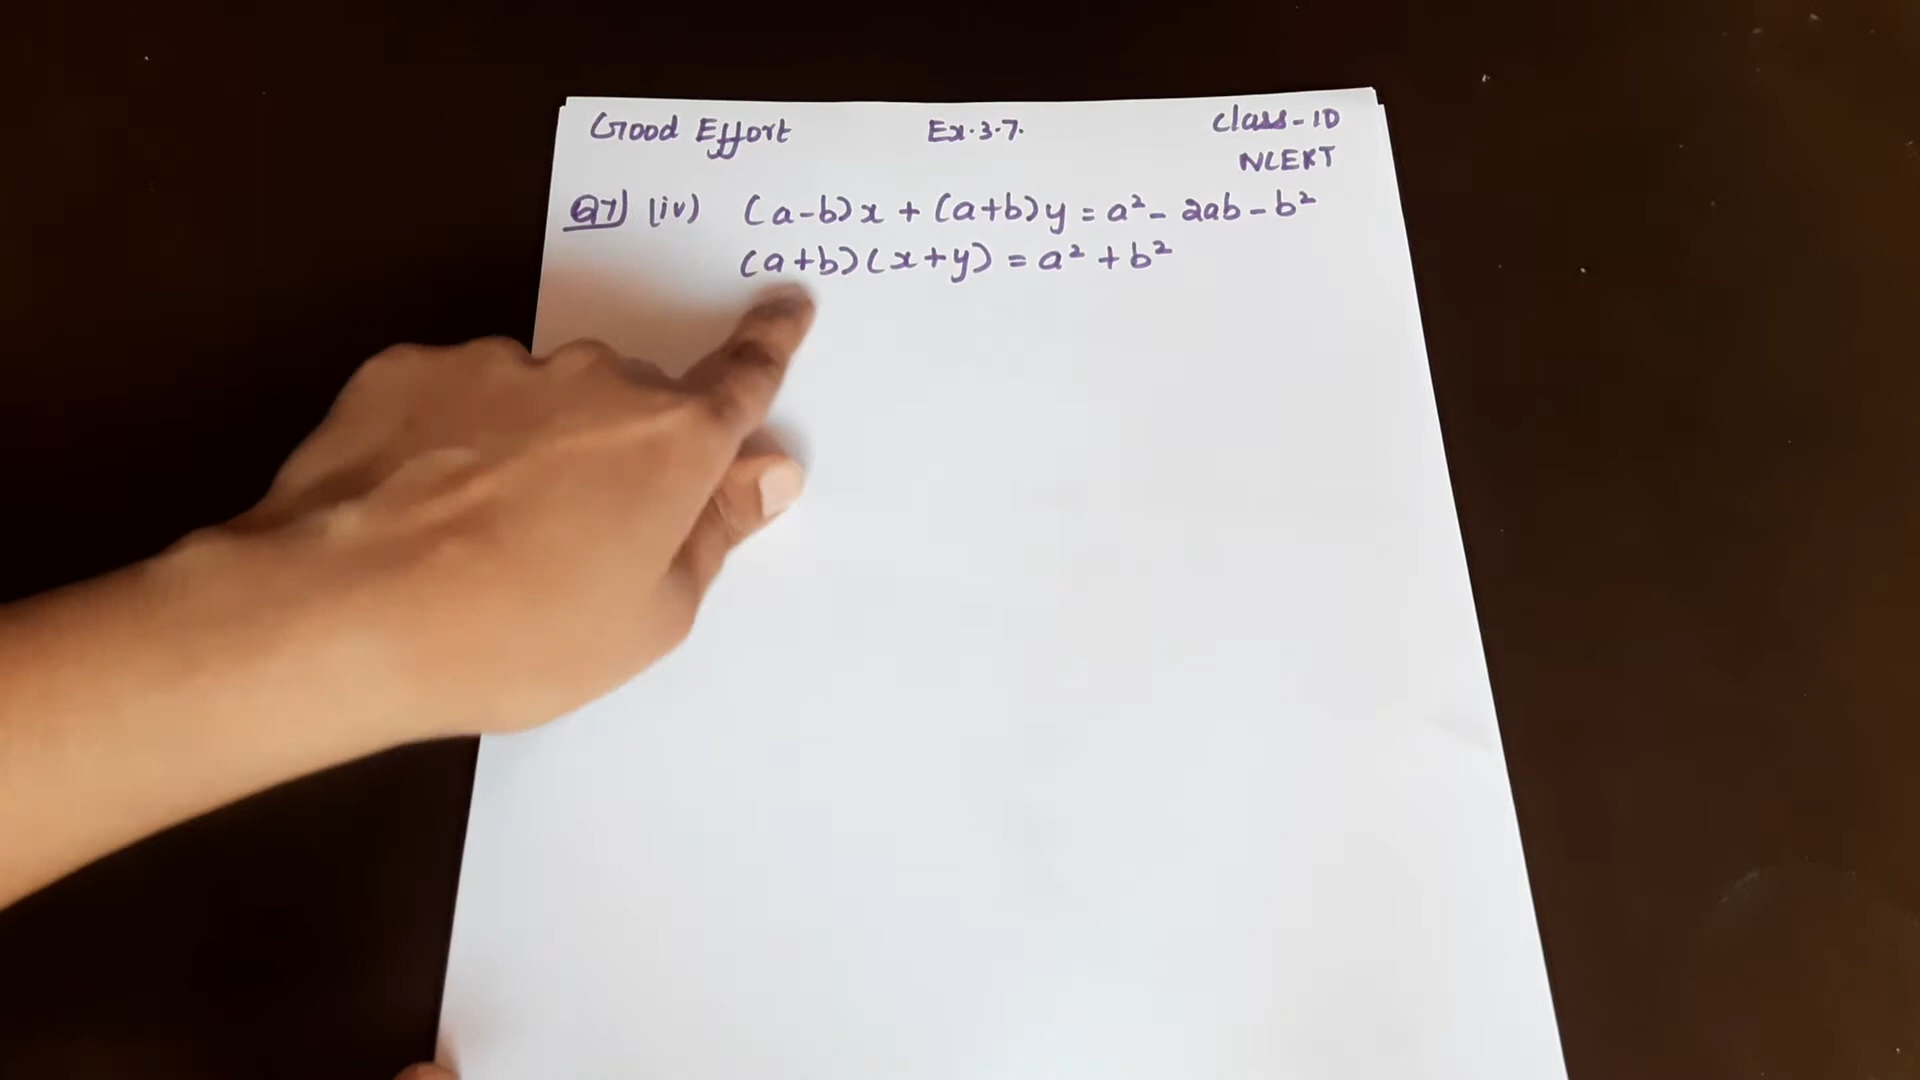 Good Effort Ex.3.7. Class-10
NCERT
Q7) (iv) (a-b)x + (a+b)y = a² - 2ab - b²
(a+b)(x+y) = a² + b²